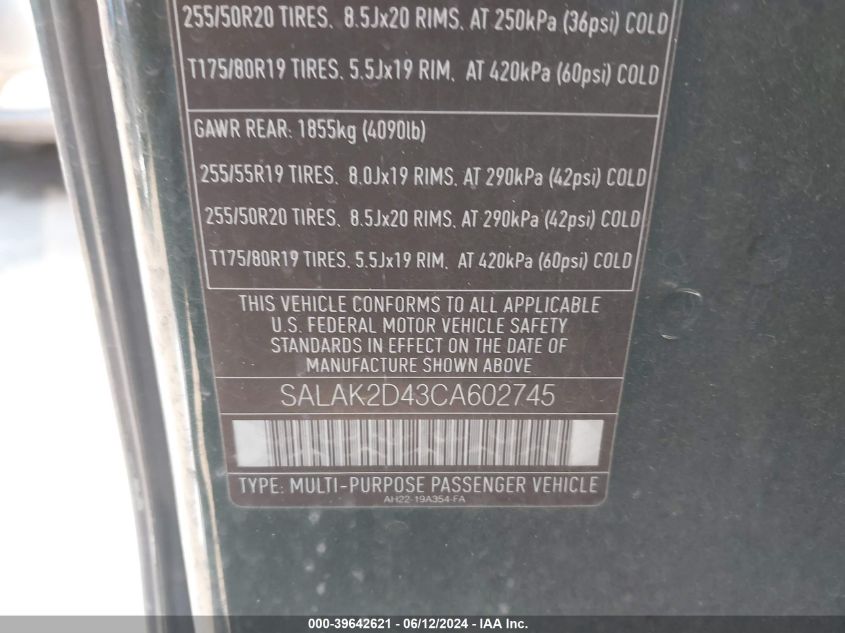 255/50R20 TIRES. 8.5Jx20 RIMS. AT 250kPa (36psi) COLD
T175/80R19 TIRES. 5.5Jx19 RIM. AT 420kPa (60psi) COLD
GAWR REAR: 1855kg (4090lb)
255/55R19 TIRES. 8.0Jx19 RIMS. AT 290kPa (42psi) COLD
255/50R20 TIRES. 8.5Jx20 RIMS. AT 290kPa (42psi) COLD
T175/80R19 TIRES. 5.5Jx19 RIM. AT 420kPa (60psi) COLD
THIS VEHICLE CONFORMS TO ALL APPLICABLE
U.S. FEDERAL MOTOR VEHICLE SAFETY
STANDARDS IN EFFECT ON THE DATE OF
MANUFACTURE SHOWN ABOVE
SALAK2D43CA602745
TYPE: MULTI-PURPOSE PASSENGER VEHICLE
AH22-19A354-FA
000-39642621 - 06/12/2024 - IAA Inc.